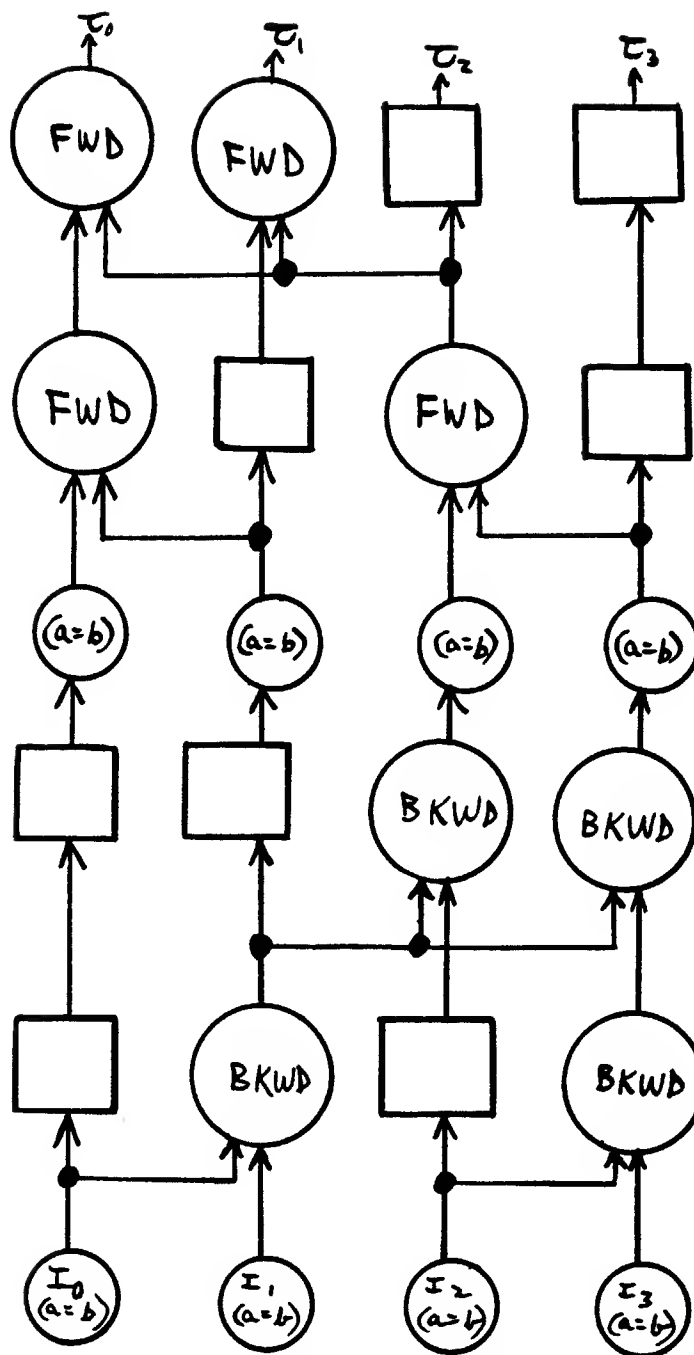 τ₀ τ₁ τ₂ τ₃
FWD FWD
FWD FWD
(a=b) (a=b) (a=b) (a=b)
BKWD BKWD
BKWD BKWD
I₀ I₁ I₂ I₃
(a=b) (a=b) (a=b) (a=b)